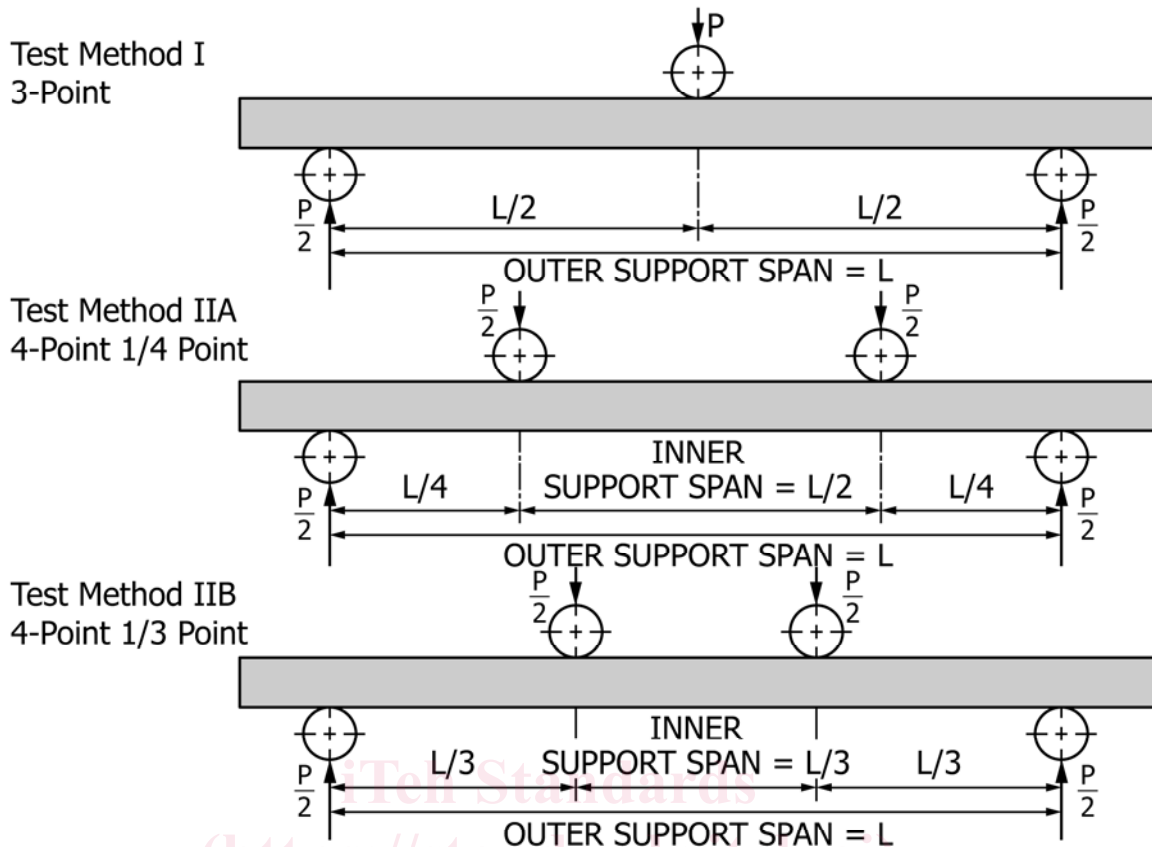 Test Method I
3-Point
P
L/2
L/2
P/2
P/2
OUTER SUPPORT SPAN = L
Test Method IIA
4-Point 1/4 Point
P/2
P/2
INNER
SUPPORT SPAN = L/2
L/4
L/4
P/2
P/2
OUTER SUPPORT SPAN = L
Test Method IIB
4-Point 1/3 Point
P/2
P/2
INNER
SUPPORT SPAN = L/3
L/3
L/3
P/2
P/2
iTeh Standards
OUTER SUPPORT SPAN = L